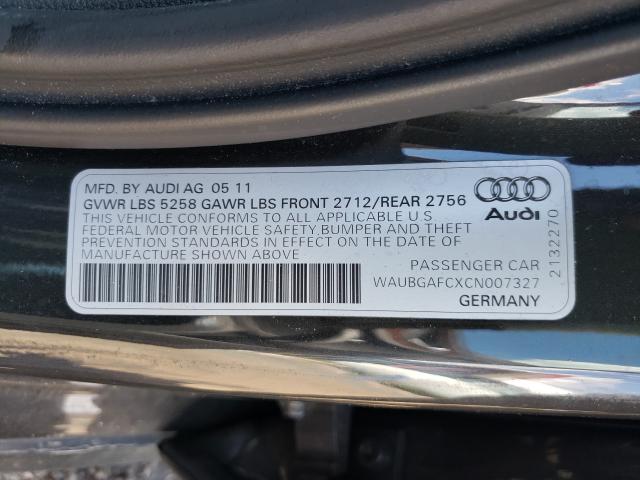 MFD. BY AUDI AG 05 11
GVWR LBS 5258 GAWR LBS FRONT 2712/REAR 2756
THIS VEHICLE CONFORMS TO ALL APPLICABLE U.S.
FEDERAL MOTOR VEHICLE SAFETY, BUMPER AND THEFT
PREVENTION STANDARDS IN EFFECT ON THE DATE OF
MANUFACTURE SHOWN ABOVE
Audi
2132270
PASSENGER CAR
WAUBGAFCXCN007327
GERMANY